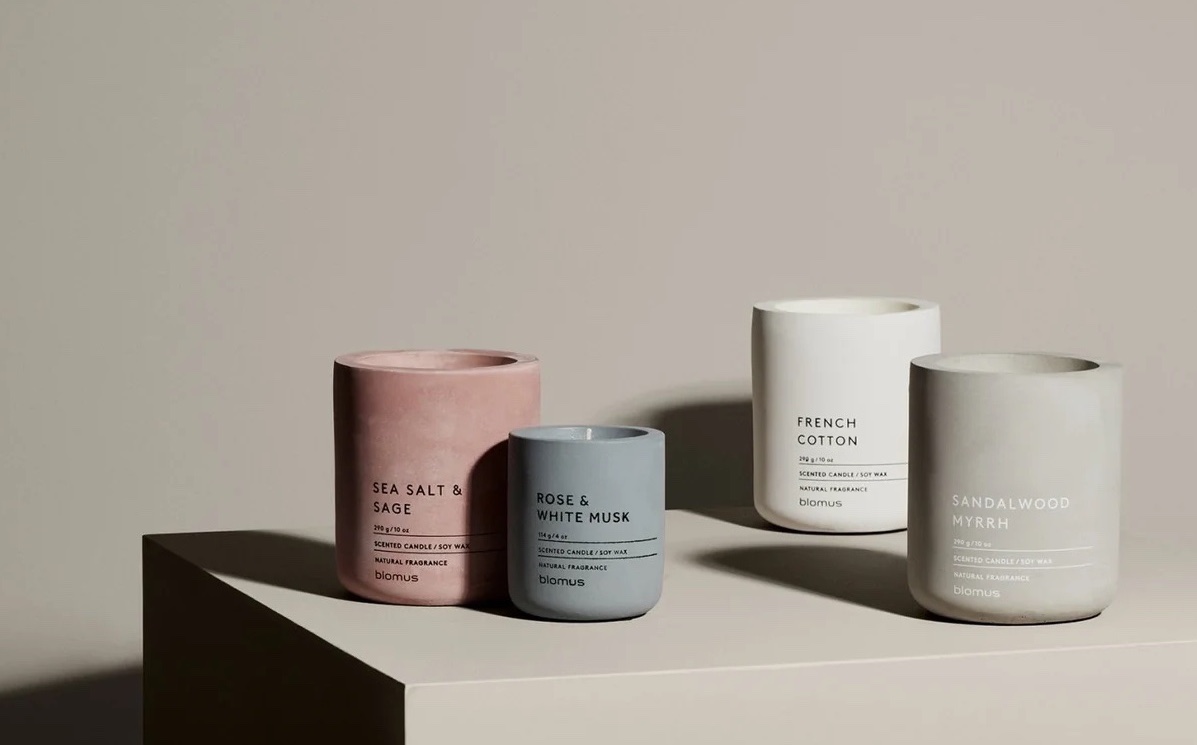 SEA SALT &
SAGE
290 g / 10 oz
SCENTED CANDLE / SOY WAX
NATURAL FRAGRANCE
blomus
ROSE &
WHITE MUSK
114 g / 4 oz
SCENTED CANDLE / SOY WAX
NATURAL FRAGRANCE
blomus
FRENCH
COTTON
290 g / 10 oz
SCENTED CANDLE / SOY WAX
NATURAL FRAGRANCE
blomus
SANDALWOOD
MYRRH
290 g / 10 oz
SCENTED CANDLE / SOY WAX
NATURAL FRAGRANCE
blomus